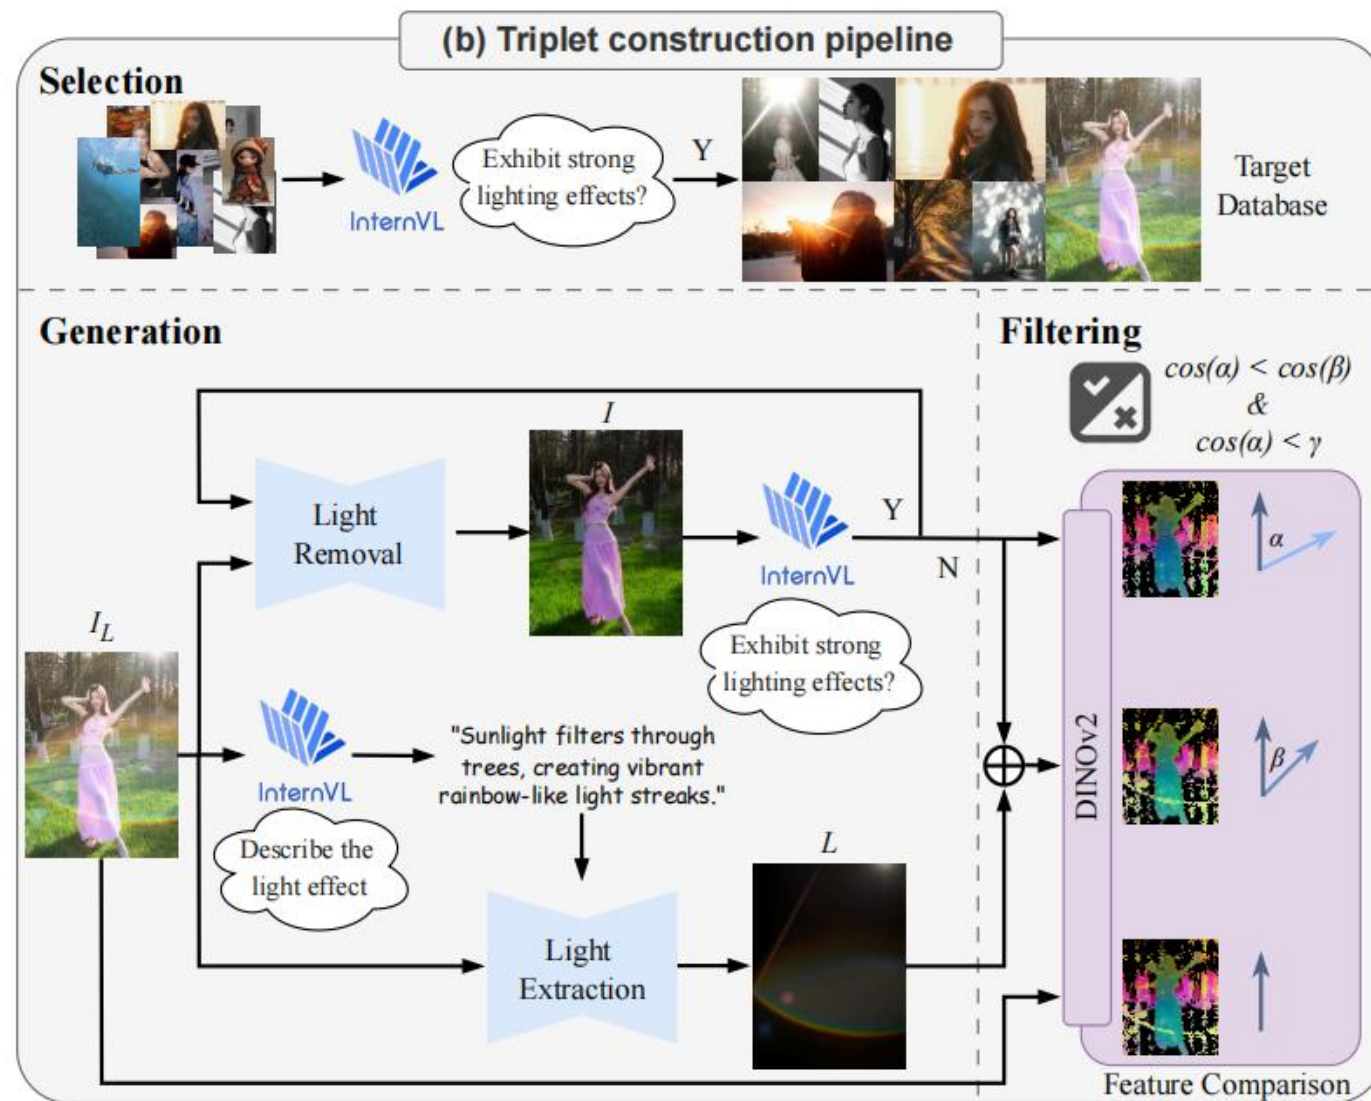 (b) Triplet construction pipeline
Selection
InternVL
Exhibit strong
lighting effects?
Y
Target
Database
Generation
Filtering
cos(α) < cos(β)
&
cos(α) < γ
I
Light
Removal
InternVL
Y
N
Exhibit strong
lighting effects?
I_L
InternVL
Describe the
light effect
"Sunlight filters through
trees, creating vibrant
rainbow-like light streaks."
Light
Extraction
L
DINOv2
α
β
Feature Comparison